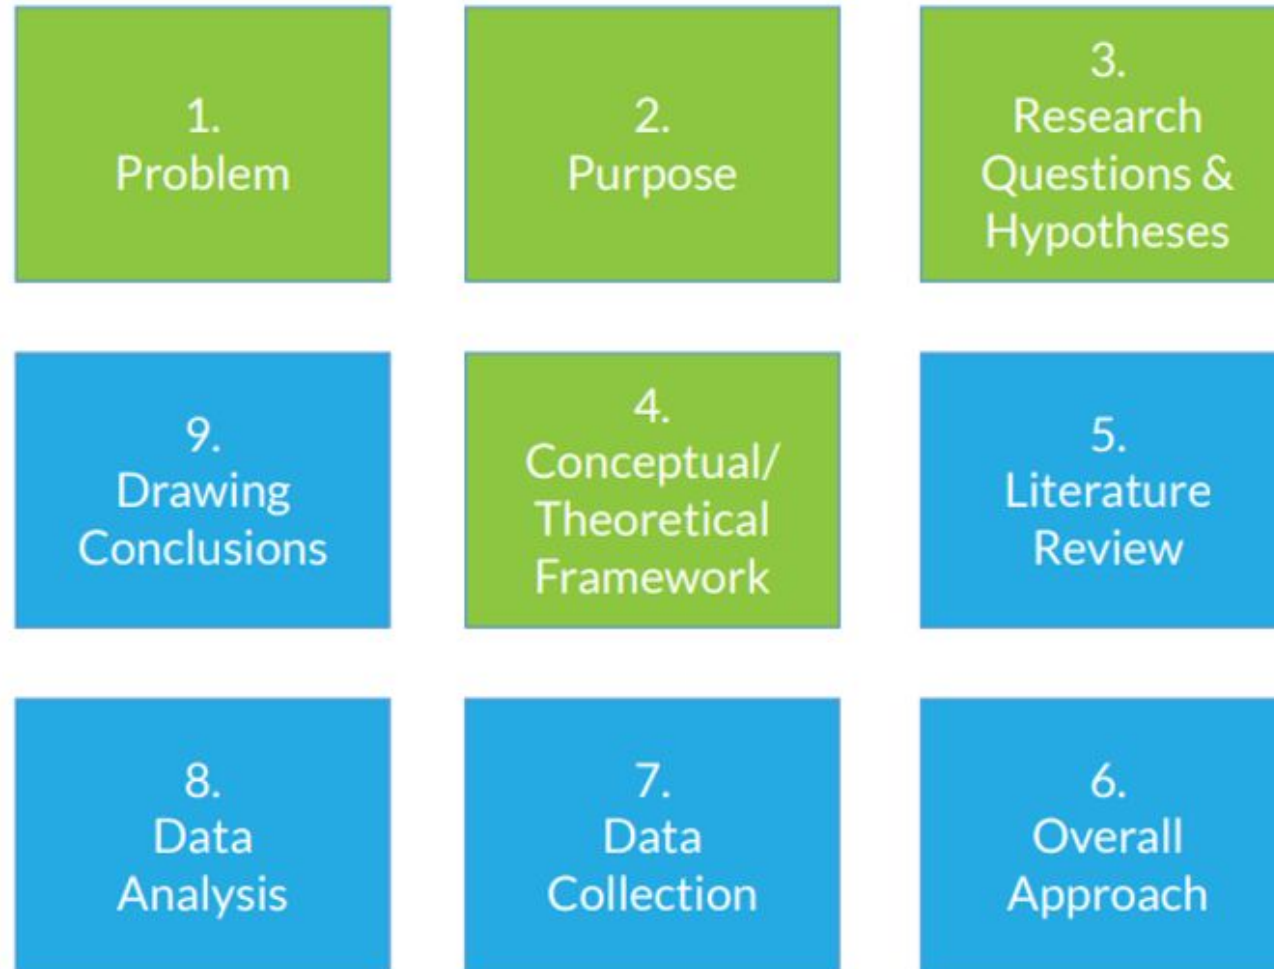 1.
Problem
2.
Purpose
3.
Research
Questions &
Hypotheses
9.
Drawing
Conclusions
4.
Conceptual/
Theoretical
Framework
5.
Literature
Review
8.
Data
Analysis
7.
Data
Collection
6.
Overall
Approach